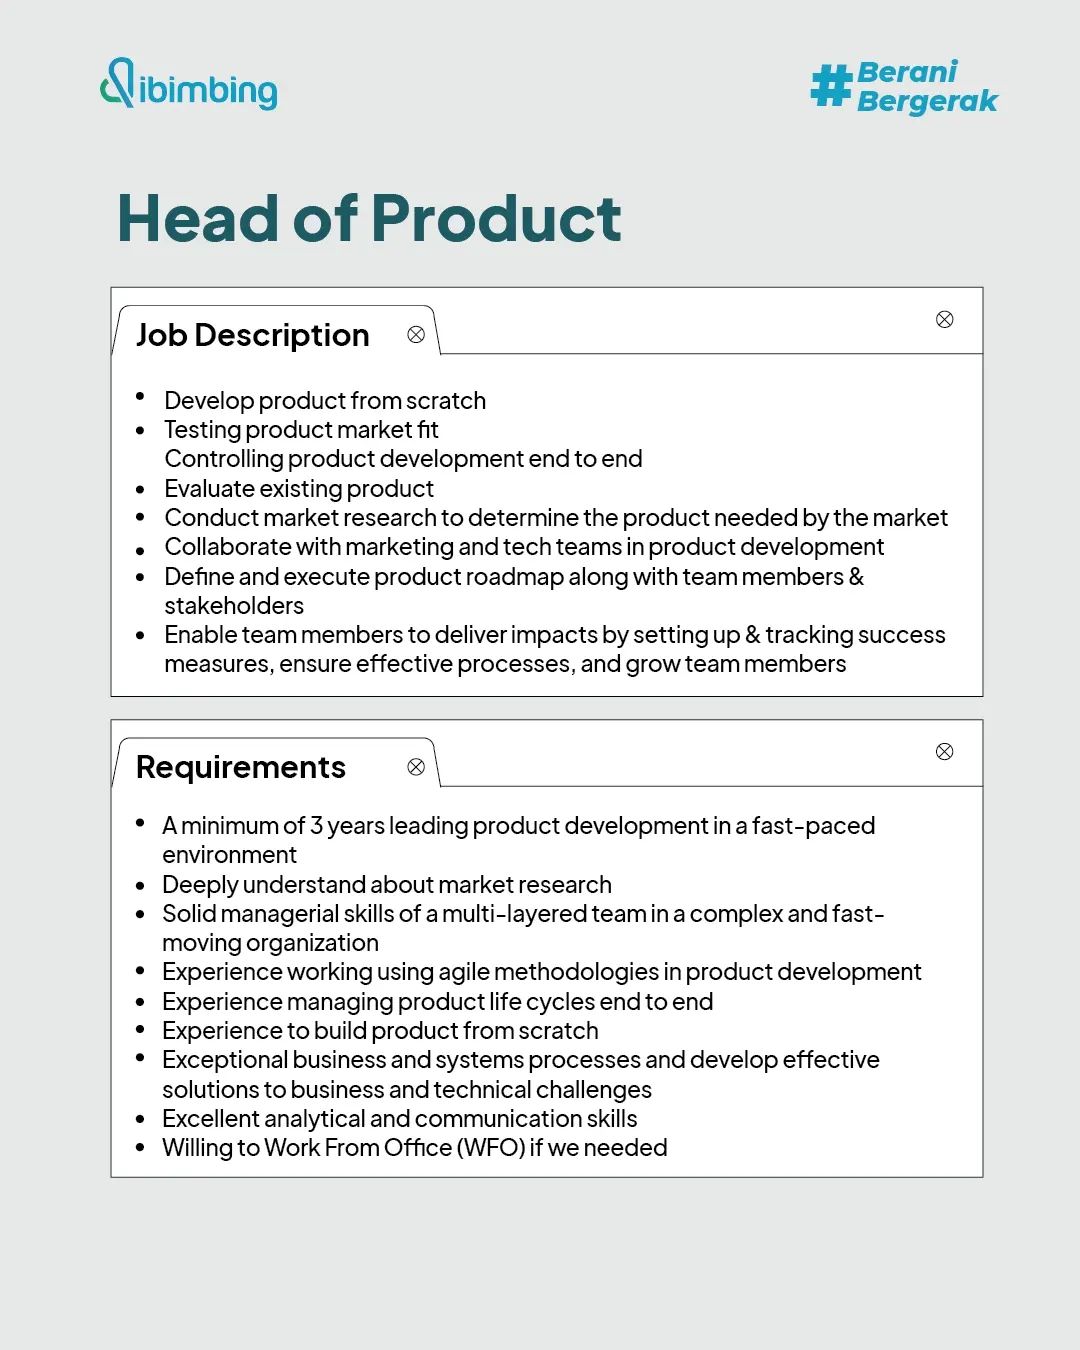 dibimbing
#Berani
Bergerak
Head of Product
Job Description
• Develop product from scratch
• Testing product market fit
Controlling product development end to end
• Evaluate existing product
• Conduct market research to determine the product needed by the market
• Collaborate with marketing and tech teams in product development
• Define and execute product roadmap along with team members &
stakeholders
• Enable team members to deliver impacts by setting up & tracking success
measures, ensure effective processes, and grow team members
Requirements
• A minimum of 3 years leading product development in a fast-paced
environment
• Deeply understand about market research
• Solid managerial skills of a multi-layered team in a complex and fast-
moving organization
• Experience working using agile methodologies in product development
• Experience managing product life cycles end to end
• Experience to build product from scratch
• Exceptional business and systems processes and develop effective
solutions to business and technical challenges
• Excellent analytical and communication skills
• Willing to Work From Office (WFO) if we needed